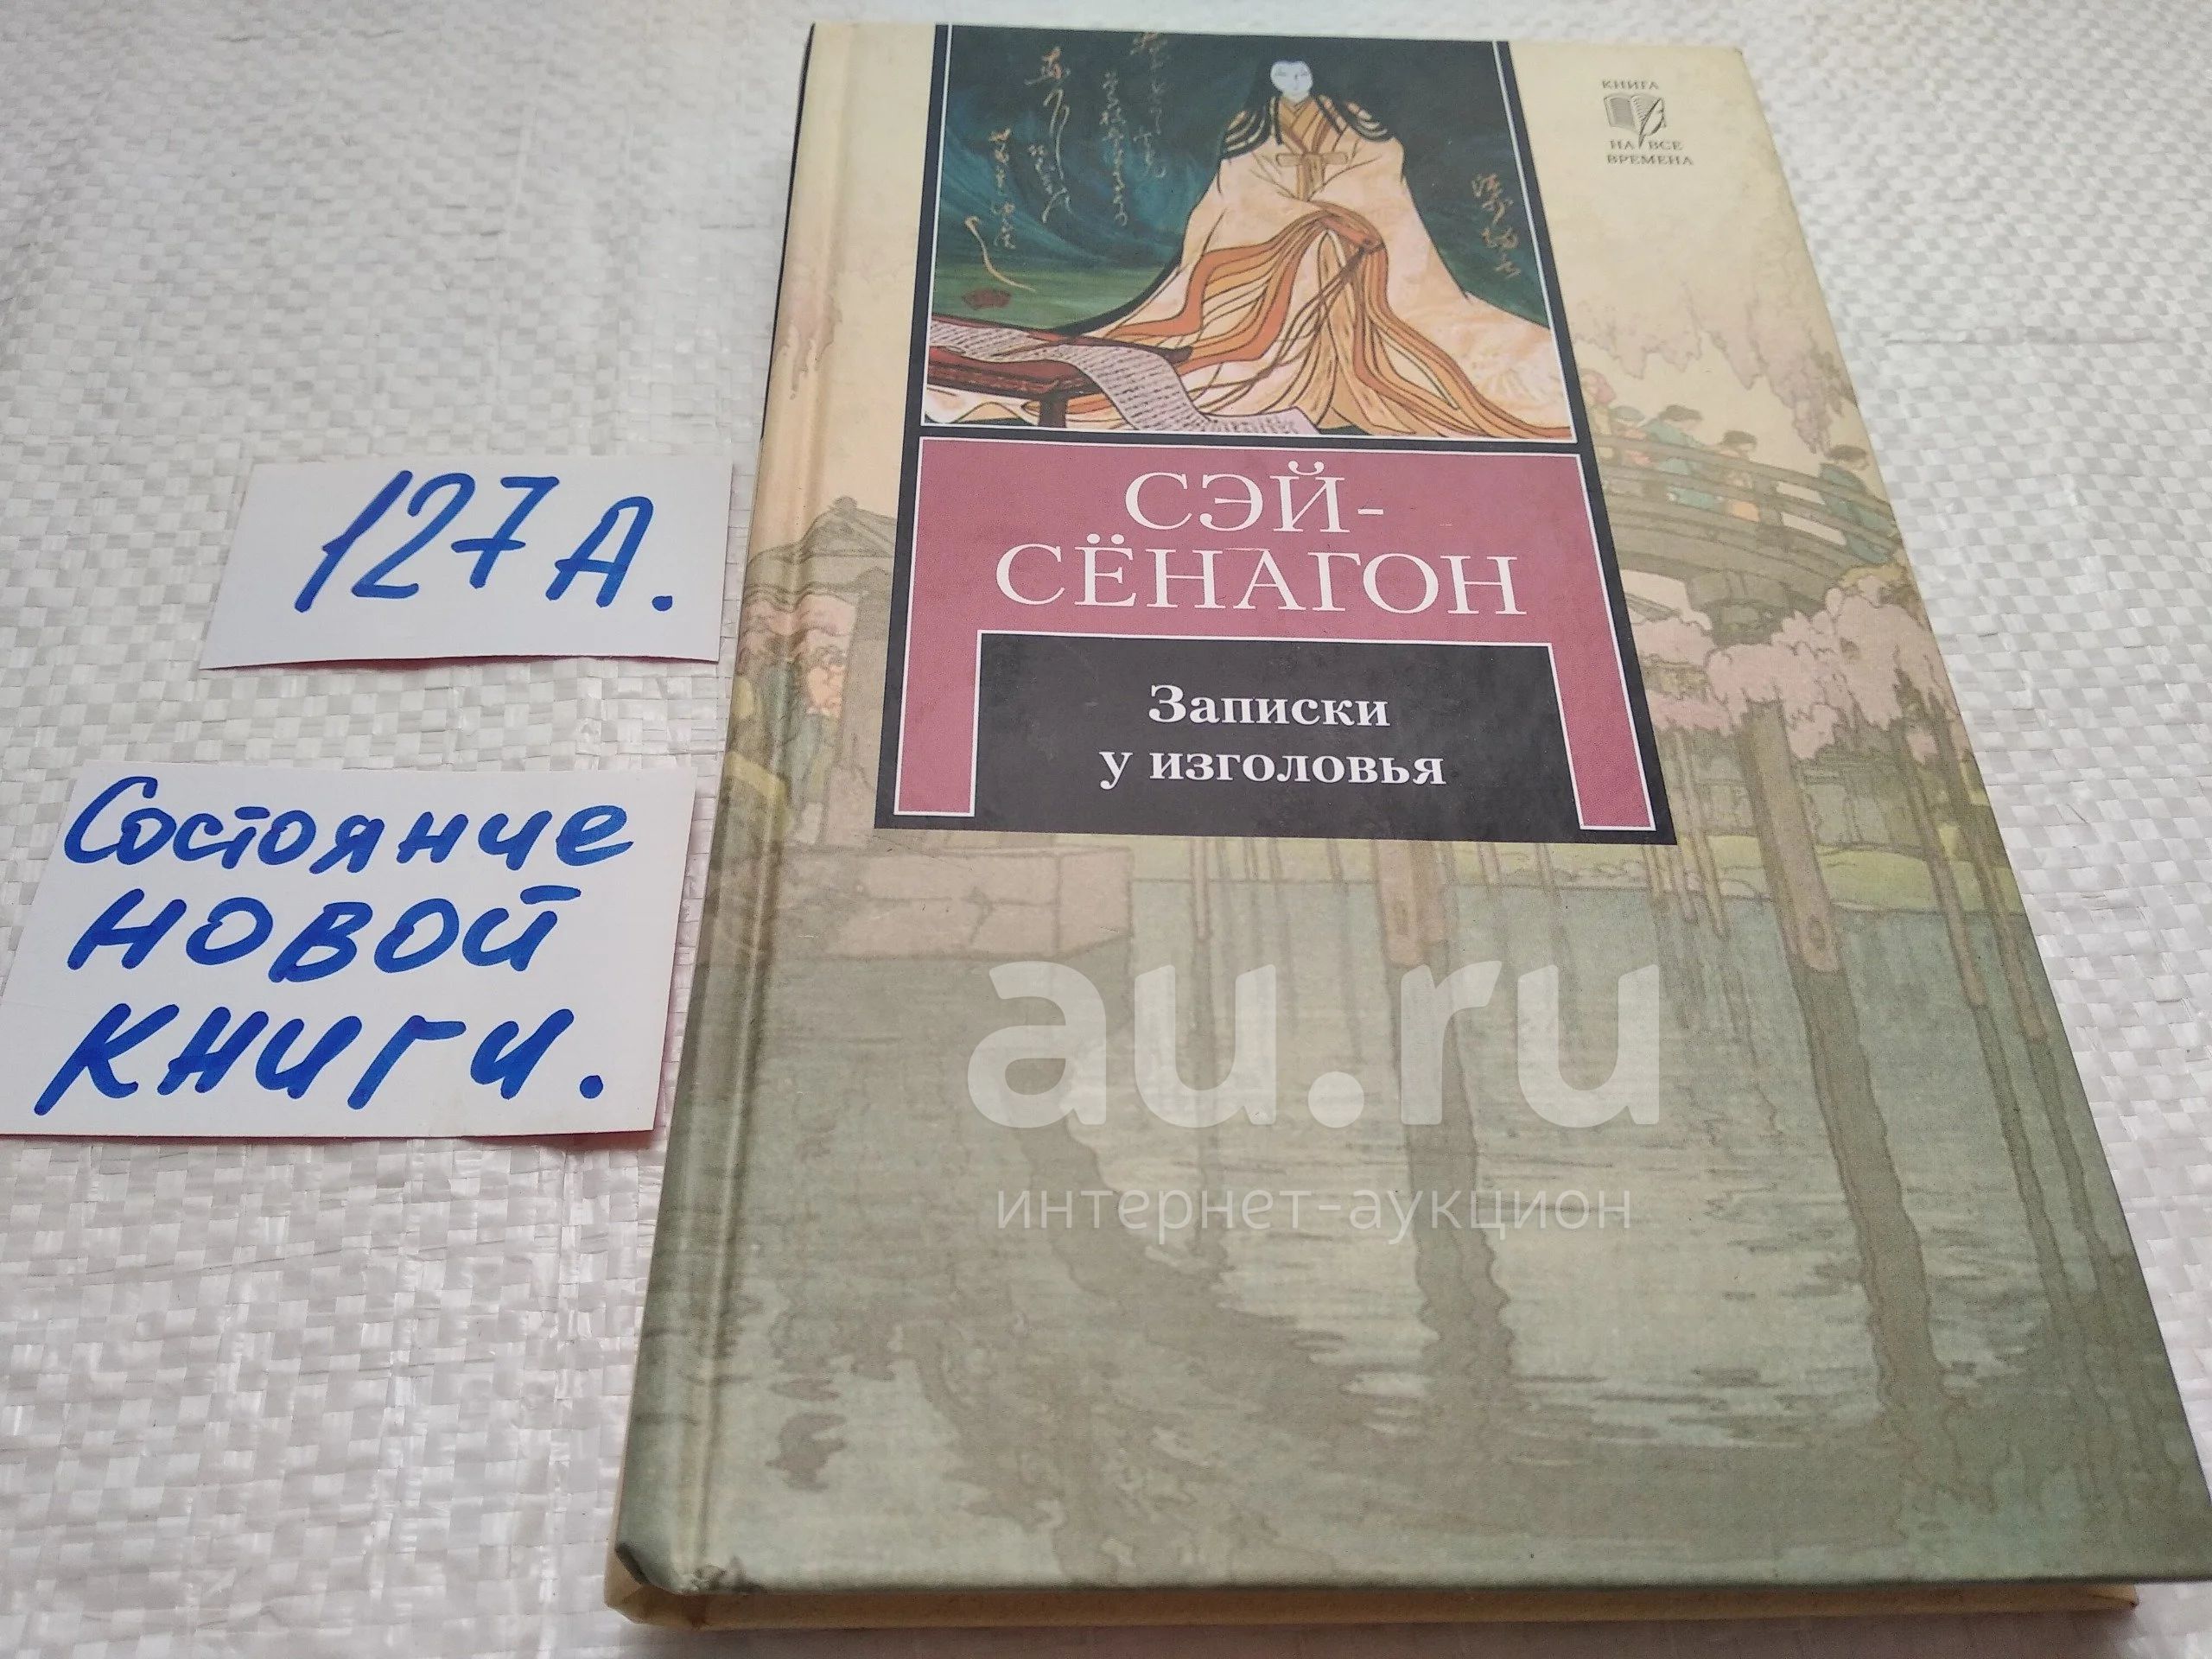 КНИГА
НА ВСЕ
ВРЕМЕНА
СЭЙ-
СЁНАГОН
Записки
у изголовья
127А.
Состояние
новой
книги.
au.ru
интернет-аукцион